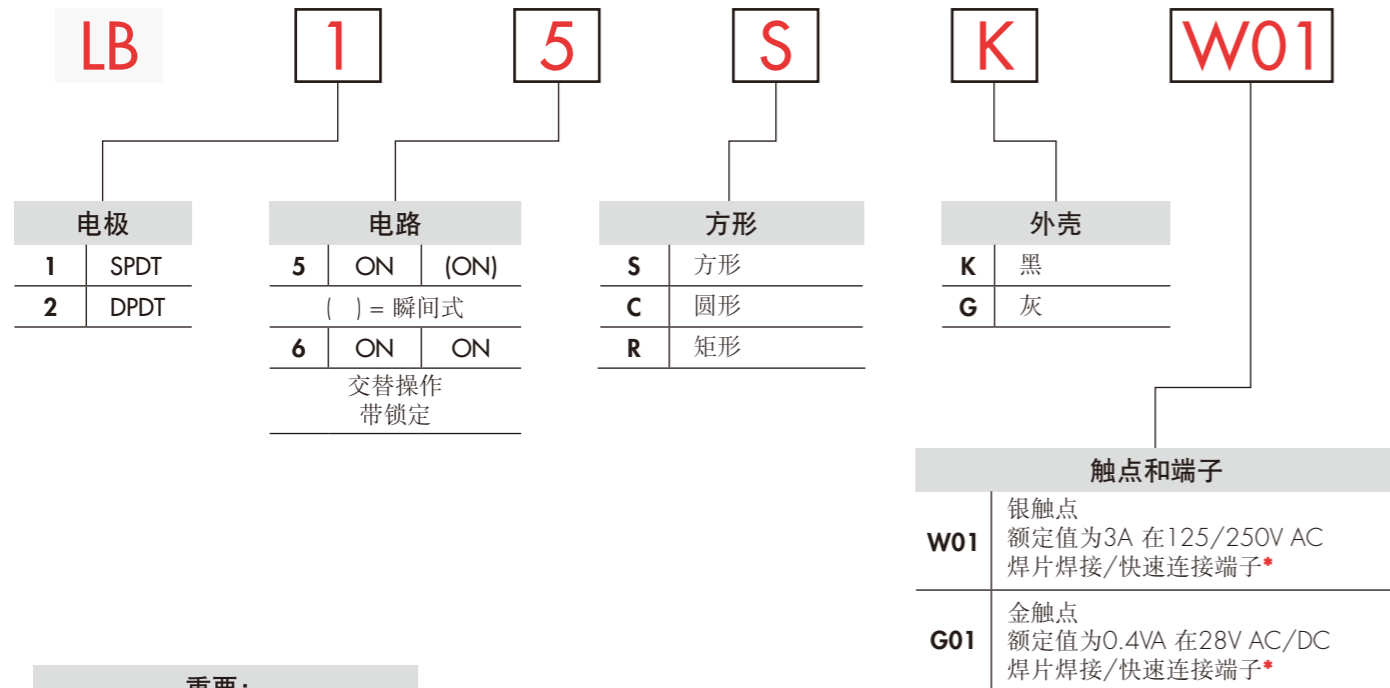 LB 1 5 S K W01
电极
1 SPDT
2 DPDT
电路
5 ON (ON)
( ) = 瞬间式
6 ON ON
交替操作
带锁定
方形
S 方形
C 圆形
R 矩形
外壳
K 黑
G 灰
触点和端子
W01
银触点
额定值为3A 在125/250V AC
焊片焊接/快速连接端子*
G01
金触点
额定值为0.4VA 在28V AC/DC
焊片焊接/快速连接端子*
重要: